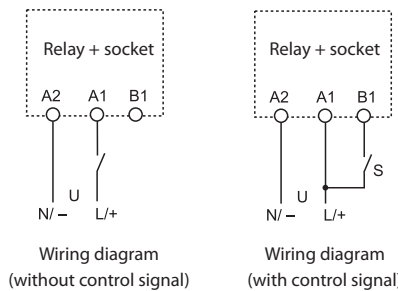 Relay + socket
A2 A1 B1
U
N/ – L/+
Wiring diagram
(without control signal)
Relay + socket
A2 A1 B1
S
U
N/ – L/+
Wiring diagram
(with control signal)